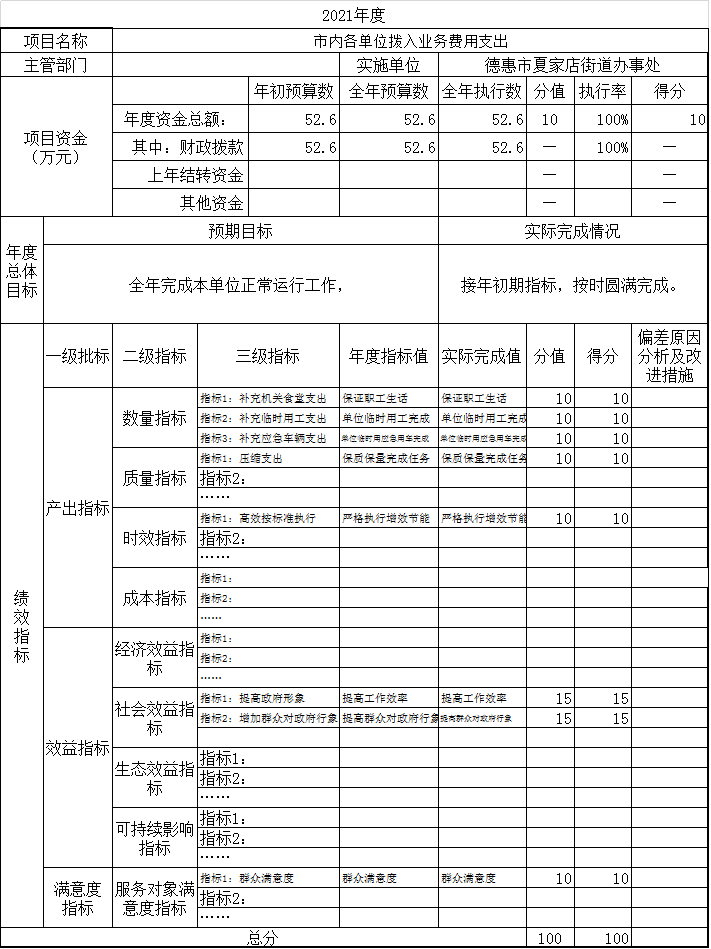 2021年度
项目名称 市内各单位拨入业务费用支出
主管部门 实施单位 德惠市夏家店街道办事处
项目资金
（万元）
年初预算数 全年预算数 全年执行数 分值 执行率 得分
年度资金总额： 52.6 52.6 52.6 10 100% 10
其中：财政拨款 52.6 52.6 52.6 — 100% —
上年结转资金 — —
其他资金 — —
年度
总体
目标
预期目标 实际完成情况
全年完成本单位正常运行工作， 接年初期指标，按时圆满完成。
绩
效
指
标
一级批标 二级指标 三级指标 年度指标值 实际完成值 分值 得分 偏差原因
分析及改
进措施
产出指标
数量指标
指标1：补充机关食堂支出 保证职工生话 保证职工生话 10 10
指标2：补充临时用工支出 单位临时用工完成 单位临时用工完成 10 10
指标3：补充应急车辆支出 单位临时用应急用车完成 单位临时用应急用车完成 10 10
质量指标
指标1：压缩支出 保质保量完成任务 保质保量完成任务 10 10
指标2：
……
时效指标
指标1：高效按标准执行 严格执行增效节能 严格执行增效节能 10 10
指标2：
……
成本指标
指标1：
指标2：
……
效益指标
经济效益指
标
指标1：
指标2：
……
社会效益指
标
指标1：提高政府形象 提高工作效率 提高工作效率 15 15
指标2：增加群众对政府行象 提高群众对政府行象 提高群众对政府行象 15 15
生态效益指
标
指标1：
指标2：
……
可持续影响
指标
指标1：
指标2：
……
满意度
指标
服务对象满
意度指标
指标1：群众满意度 群众满意度 群众满意度 10 10
指标2：
……
总分 100 100